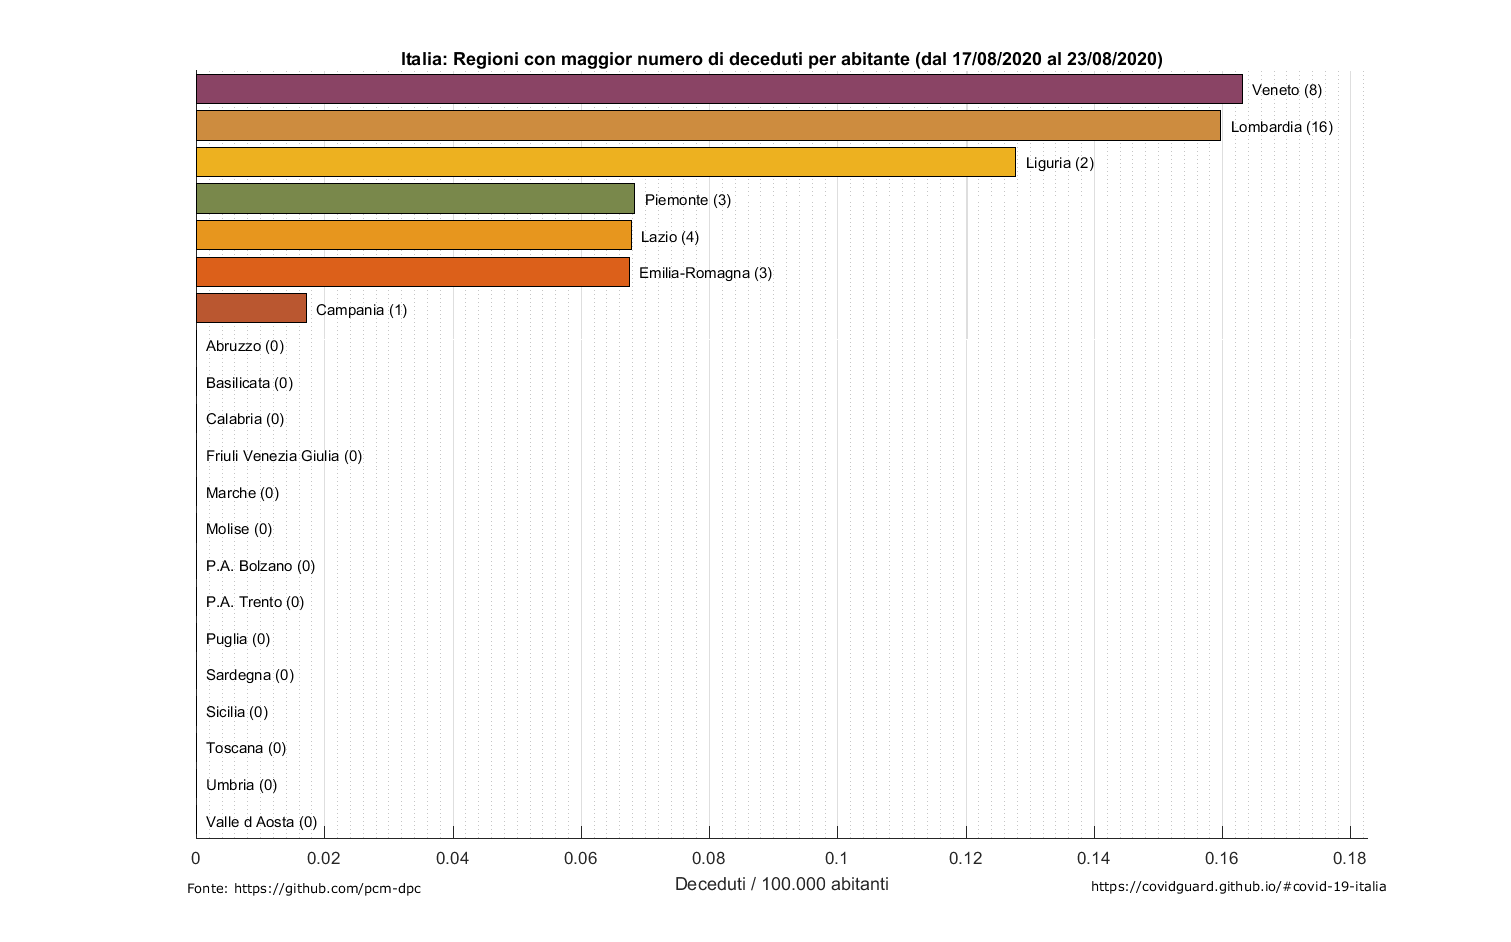 Italia: Regioni con maggior numero di deceduti per abitante (dal 17/08/2020 al 23/08/2020)
Veneto (8)
Lombardia (16)
Liguria (2)
Piemonte (3)
Lazio (4)
Emilia-Romagna (3)
Campania (1)
Abruzzo (0)
Basilicata (0)
Calabria (0)
Friuli Venezia Giulia (0)
Marche (0)
Molise (0)
P.A. Bolzano (0)
P.A. Trento (0)
Puglia (0)
Sardegna (0)
Sicilia (0)
Toscana (0)
Umbria (0)
Valle d Aosta (0)
0 0.02 0.04 0.06 0.08 0.1 0.12 0.14 0.16 0.18
Deceduti / 100.000 abitanti
Fonte: https://github.com/pcm-dpc
https://covidguard.github.io/#covid-19-italia